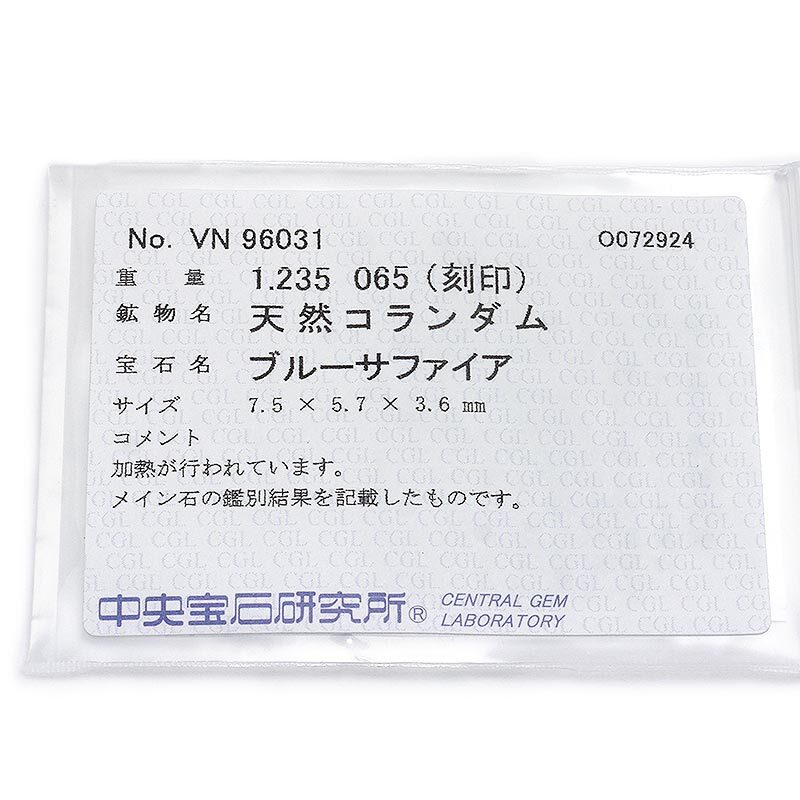 No. VN 96031 O072924
重 量 1.235 065 (刻印)
鉱 物 名 天然コランダム
宝 石 名 ブルーサファイア
サイズ 7.5 × 5.7 × 3.6 mm
コメント
加熱が行われています。
メイン石の鑑別結果を記載したものです。
中央宝石研究所® CENTRAL GEM
LABORATORY